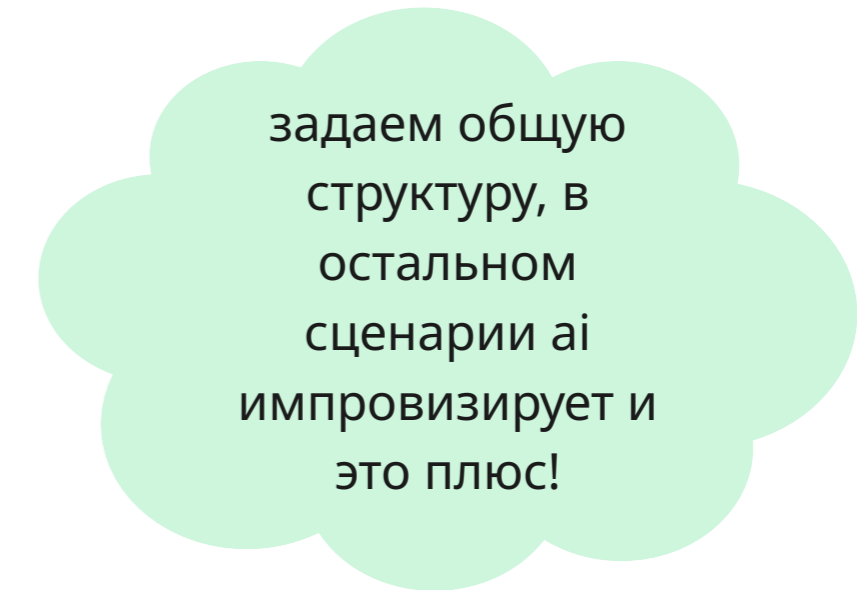 задаем общую
структуру, в
остальном
сценарии ai
импровизирует и
это плюс!